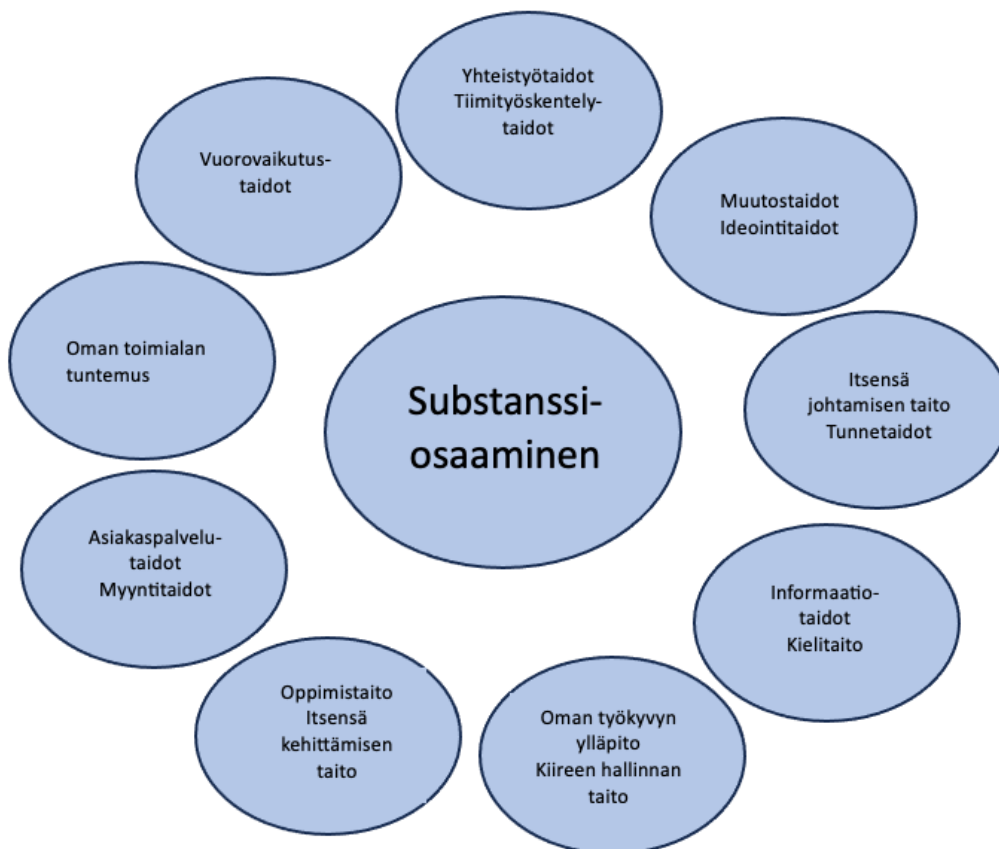 Yhteistyötaidot
Tiimityöskentely-
taidot
Vuorovaikutus-
taidot
Muutostaidot
Ideointitaidot
Oman toimialan
tuntemus
Substanssi-
osaaminen
Itsensä
johtamisen taito
Tunnetaidot
Asiakaspalvelu-
taidot
Myyntitaidot
Informaatio-
taidot
Kielitaito
Oppimistaito
Itsensä
kehittämisen
taito
Oman työkyvyn
ylläpito
Kiireen hallinnan
taito